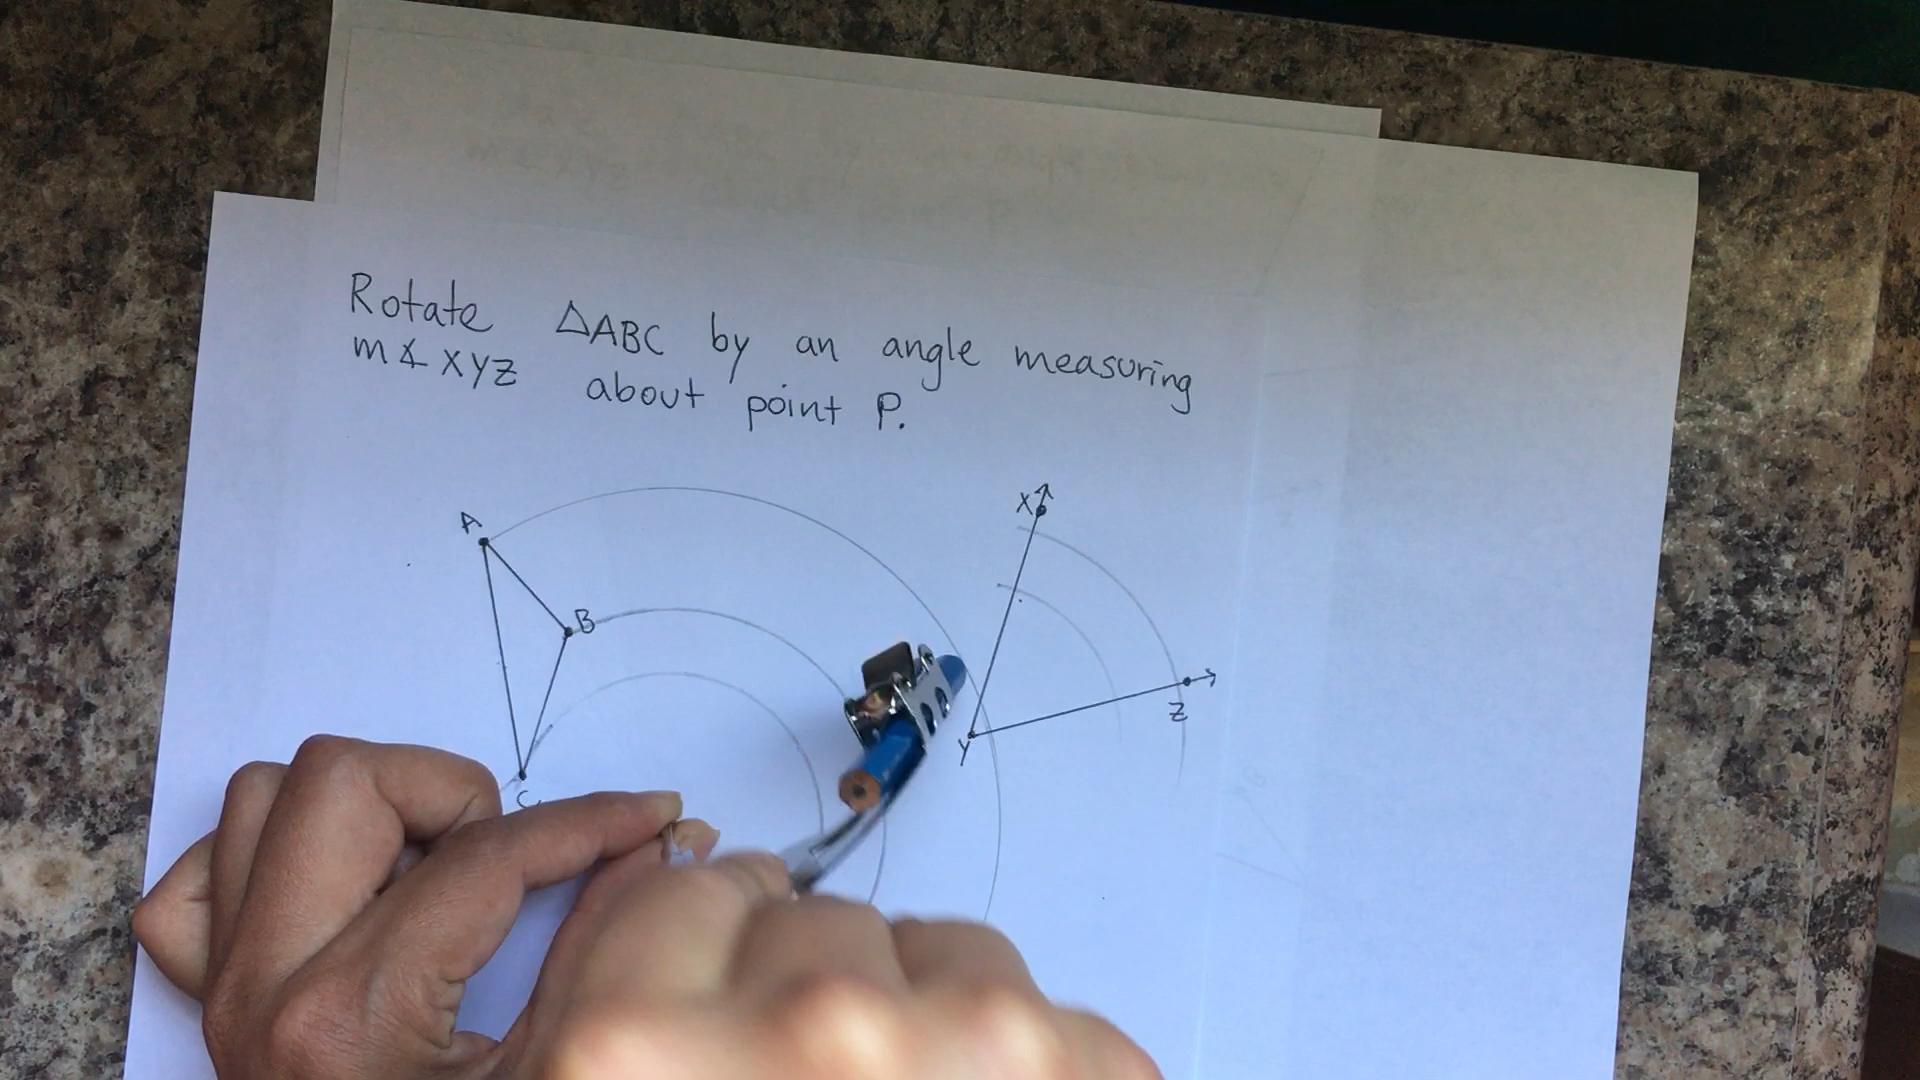 Rotate △ABC by an angle measuring
m∡XYZ about point P.
A
X
B
Z
Y
C